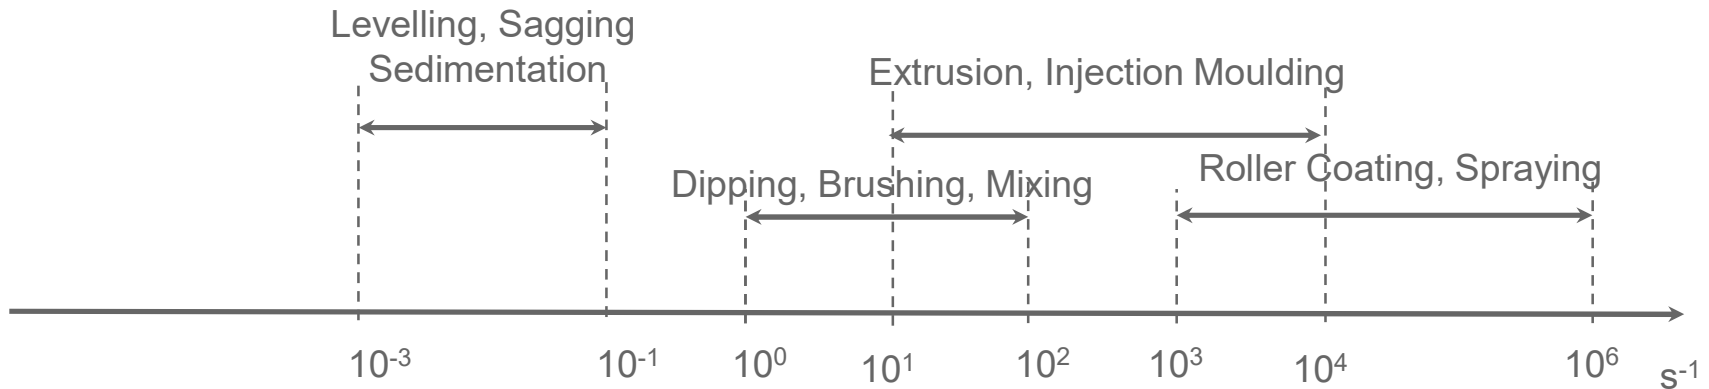 Levelling, Sagging
Sedimentation
Extrusion, Injection Moulding
Roller Coating, Spraying
Dipping, Brushing, Mixing
10⁻³ 10⁻¹ 10⁰ 10¹ 10² 10³ 10⁴ 10⁶ s⁻¹